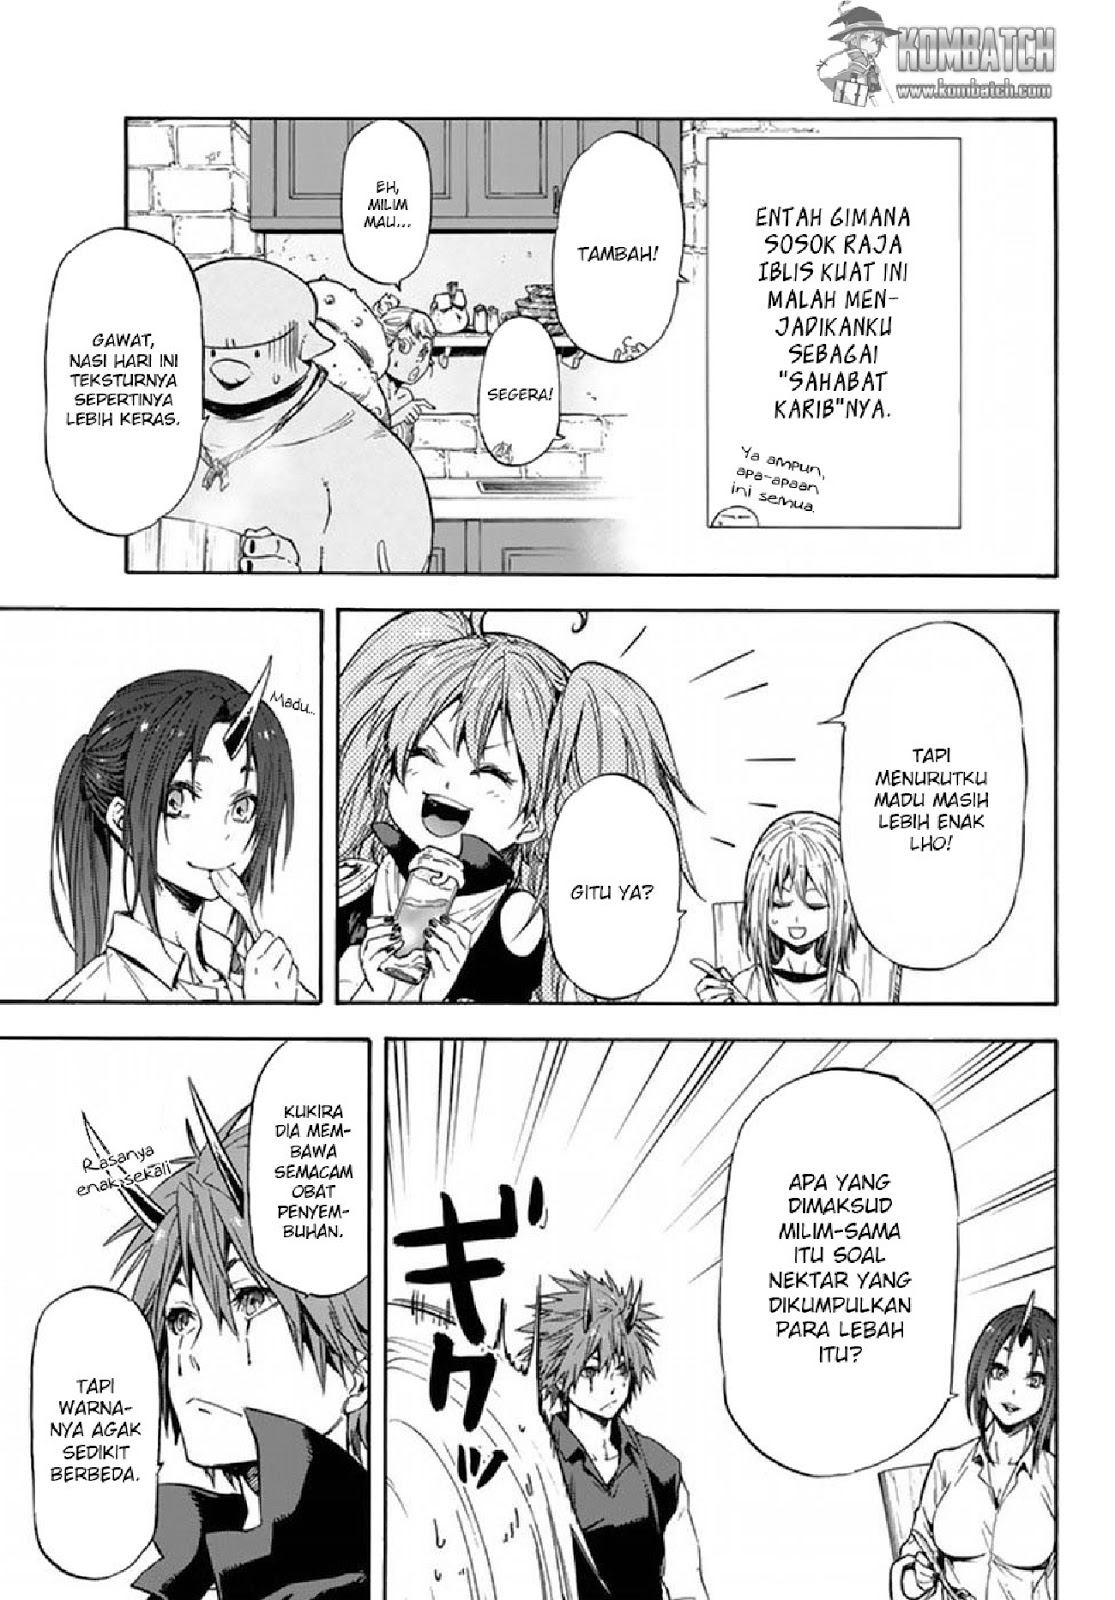 KOMBATCH
www.kombatch.com
ENTAH GIMANA
SOSOK RAJA
IBLIS KUAT INI
MALAH MEN-
JADIKANKU
SEBAGAI
"SAHABAT
KARIB"NYA.
Ya ampun,
apa-apaan
ini semua.
TAMBAH!
SEGERA!
EH,
MILIM
MAU...
GAWAT,
NASI HARI INI
TEKSTURNYA
SEPERTINYA
LEBIH KERAS.
TAPI
MENURUTKU
MADU MASIH
LEBIH ENAK
LHO!
GITU YA?
Madu..
APA YANG
DIMAKSUD
MILIM-SAMA
ITU SOAL
NEKTAR YANG
DIKUMPULKAN
PARA LEBAH
ITU?
ギクッ
KUKIRA
DIA MEM-
BAWA
SEMACAM
OBAT
PENYEM-
BUHAN.
Rasanya
enak sekali
TAPI
WARNA-
NYA AGAK
SEDIKIT
BERBEDA.